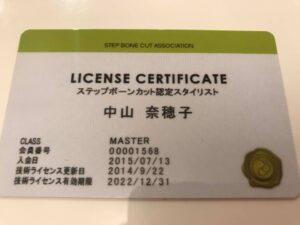 STEP BONE CUT ASSOCIATION
LICENSE CERTIFICATE
ステップボーンカット認定スタイリスト
中山 奈穂子
CLASS MASTER
会員番号 00001568
入会日 2015/07/13
技術ライセンス更新日 2014/9/22
技術ライセンス有効期限 2022/12/31